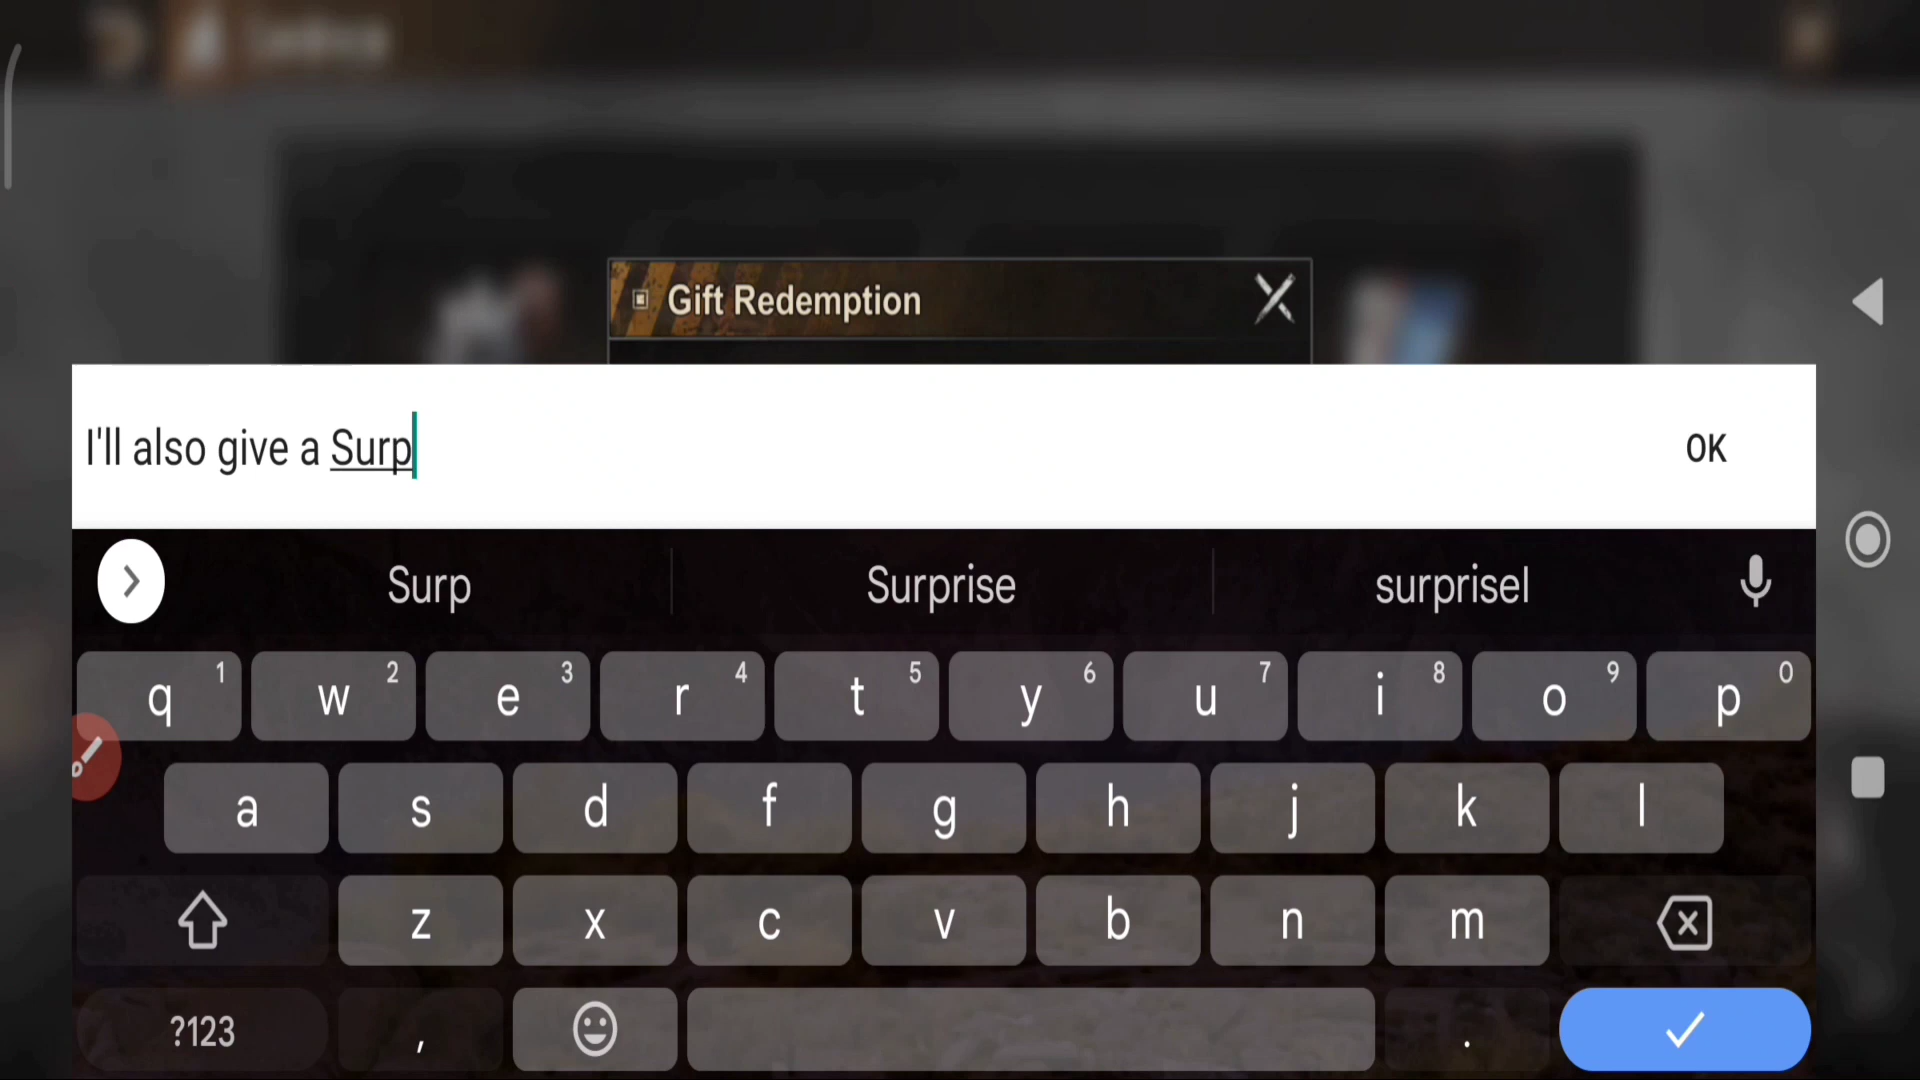 Gift Redemption
I'll also give a Surp
OK
Surp Surprise surprisel
q 1 w 2 e 3 r 4 t 5 y 6 u 7 i 8 o 9 p 0
a s d f g h j k l
z x c v b n m
?123 , .